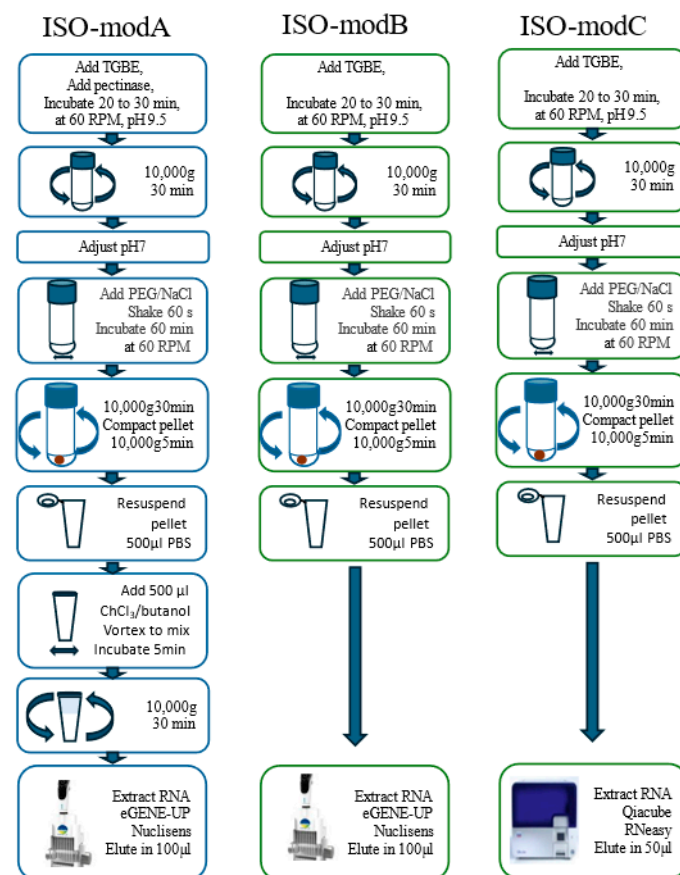 ISO-modA
Add TGBE,
Add pectinase,
Incubate 20 to 30 min,
at 60 RPM, pH9.5
10,000g
30 min
Adjust pH7
Add PEG/NaCl
Shake 60 s
Incubate 60 min
at 60 RPM
10,000g30min
Compact pellet
10,000g5min
Resuspend
pellet
500µl PBS
Add 500 µl
ChCl₃/butanol
Vortex to mix
Incubate 5min
10,000g
30 min
Extract RNA
eGENE-UP
Nuclisens
Elute in 100µl
ISO-modB
Add TGBE,
Incubate 20 to 30 min,
at 60 RPM, pH9.5
10,000g
30 min
Adjust pH7
Add PEG/NaCl
Shake 60 s
Incubate 60 min
at 60 RPM
10,000g30min
Compact pellet
10,000g5min
Resuspend
pellet
500µl PBS
Extract RNA
eGENE-UP
Nuclisens
Elute in 100µl
ISO-modC
Add TGBE,
Incubate 20 to 30 min,
at 60 RPM, pH9.5
10,000g
30 min
Adjust pH7
Add PEG/NaCl
Shake 60 s
Incubate 60 min
at 60 RPM
10,000g30min
Compact pellet
10,000g5min
Resuspend
pellet
500µl PBS
Extract RNA
Qiacube
RNeasy
Elute in 50µl